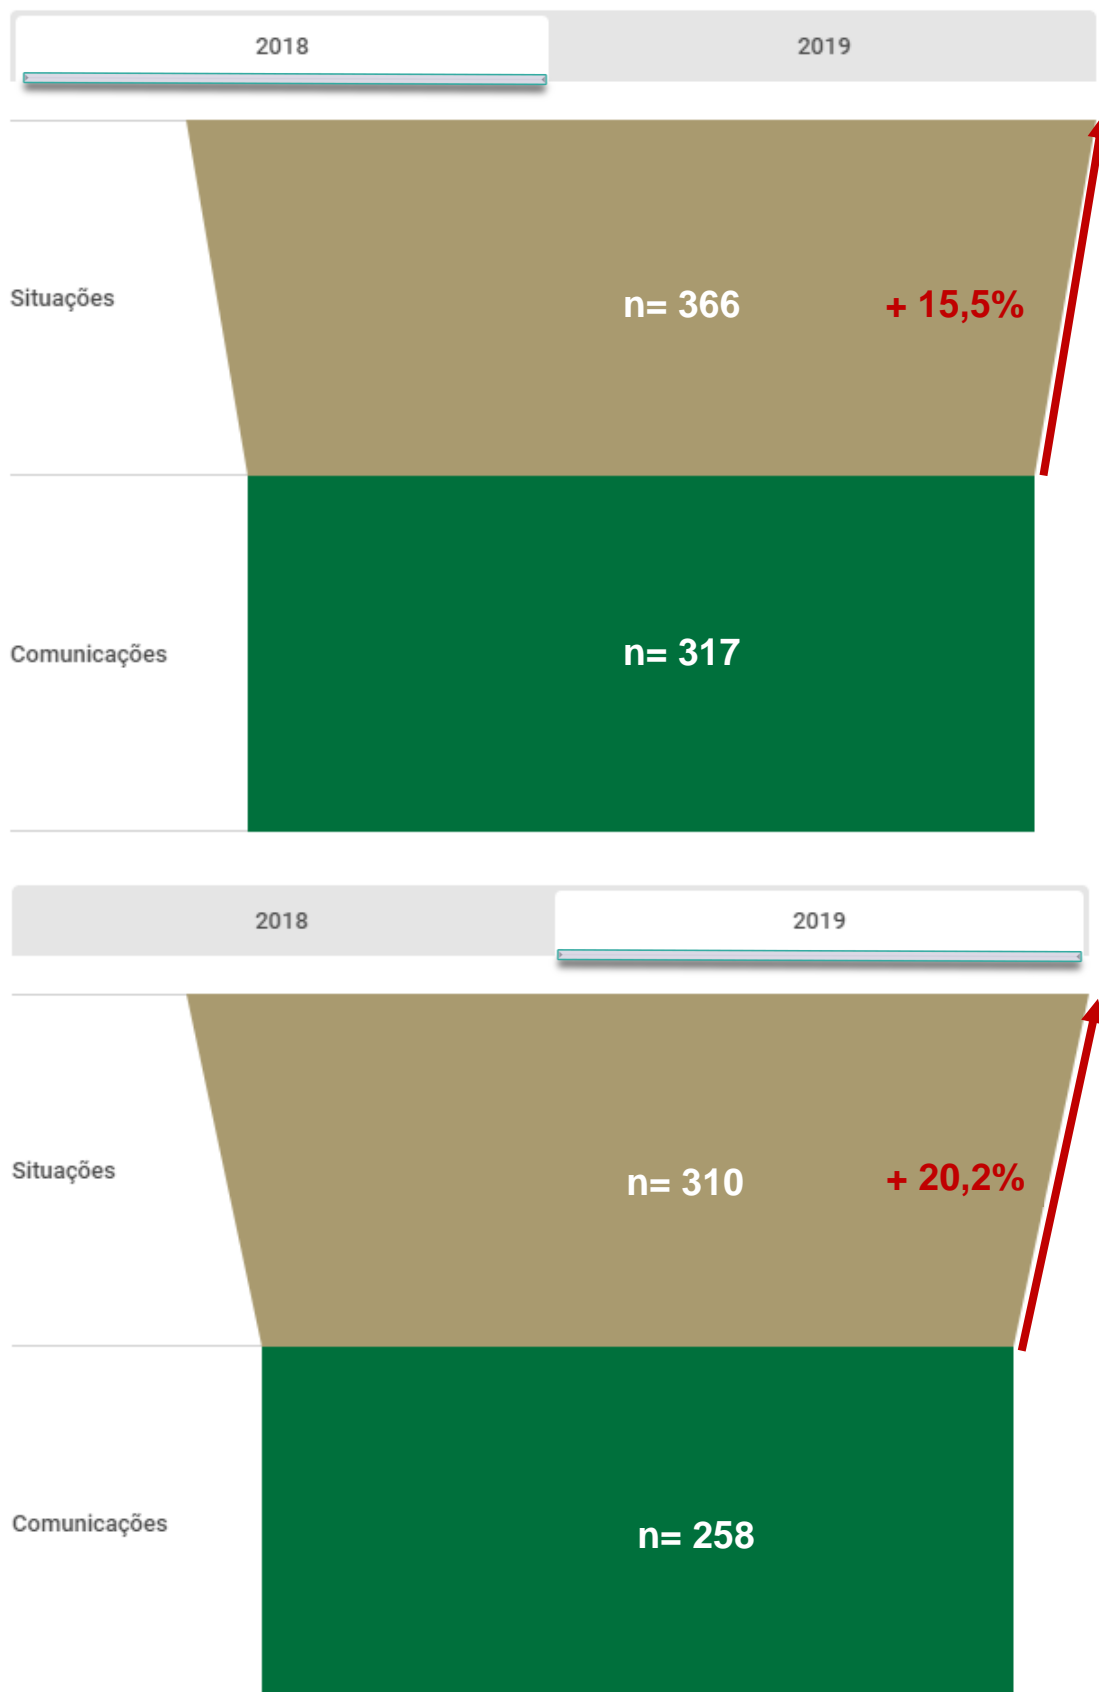 2018 2019
Situações n= 366 + 15,5%
Comunicações n= 317
2018 2019
Situações n= 310 + 20,2%
Comunicações n= 258